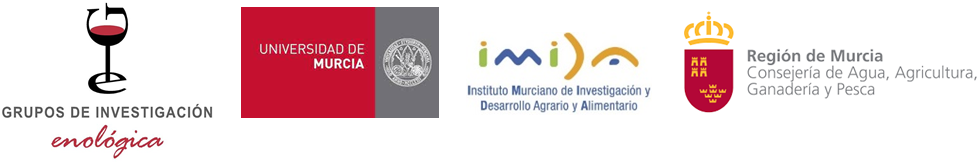 GRUPOS DE INVESTIGACIÓN
enológica
UNIVERSIDAD DE
MURCIA
imida
Instituto Murciano de Investigación y
Desarrollo Agrario y Alimentario
Región de Murcia
Consejería de Agua, Agricultura,
Ganadería y Pesca